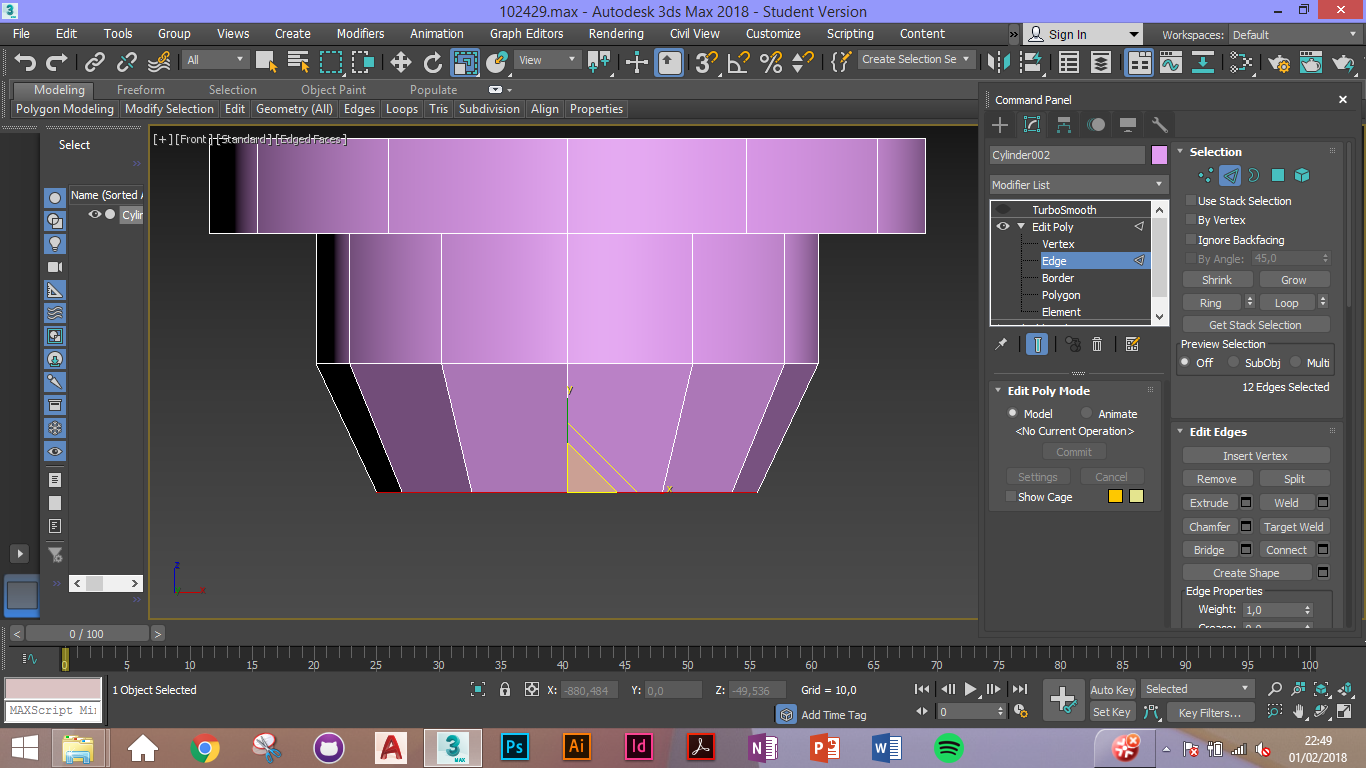 102429.max - Autodesk 3ds Max 2018 - Student Version
3
MAX
File Edit Tools Group Views Create Modifiers Animation Graph Editors Rendering Civil View Customize Scripting Content » Sign In Workspaces: Default
All View Create Selection Se
Modeling Freeform Selection Object Paint Populate
Polygon Modeling Modify Selection Edit Geometry (All) Edges Loops Tris Subdivision Align Properties
Command Panel
[+] [Front] [Standard] [Edged Faces]
Select
Name (Sorted A
Cylin
Cylinder002
Modifier List
TurboSmooth
Edit Poly
Vertex
Edge
Border
Polygon
Element
Edit Poly Mode
Model Animate
<No Current Operation>
Commit
Settings Cancel
Show Cage
Selection
Use Stack Selection
By Vertex
Ignore Backfacing
By Angle: 45,0
Shrink Grow
Ring Loop
Get Stack Selection
Preview Selection
Off SubObj Multi
12 Edges Selected
Edit Edges
Insert Vertex
Remove Split
Extrude Weld
Chamfer Target Weld
Bridge Connect
Create Shape
Edge Properties
Weight: 1,0
y
x
z
x
< 0 / 100 >
0 5 10 15 20 25 30 35 40 45 50 55 60 65 70 75 80 85 90 95 100
1 Object Selected X: -880,484 Y: 0,0 Z: -49,536 Grid = 10,0 Auto Key Selected
MAXScript Mi
Add Time Tag 0 Set Key Key Filters...
A 3 MAX Ps Ai Id N P W
22:49
01/02/2018